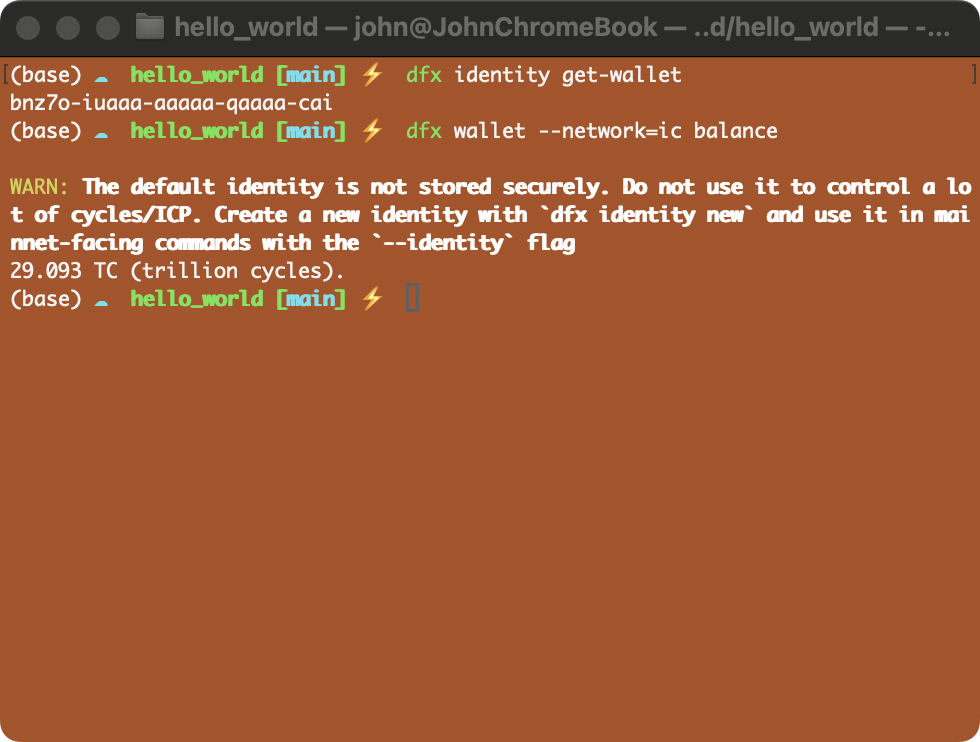 hello_world — john@JohnChromeBook — ..d/hello_world — -...
(base) ☁ hello_world [main] ⚡ dfx identity get-wallet
bnz7o-iuaaa-aaaaa-qaaaa-cai
(base) ☁ hello_world [main] ⚡ dfx wallet --network=ic balance
WARN: The default identity is not stored securely. Do not use it to control a lo
t of cycles/ICP. Create a new identity with `dfx identity new` and use it in mai
nnet-facing commands with the `--identity` flag
29.093 TC (trillion cycles).
(base) ☁ hello_world [main] ⚡